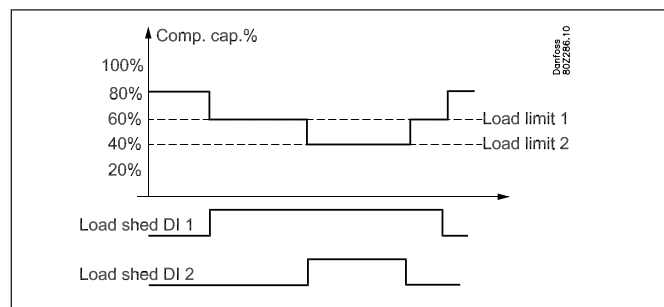 Comp. cap.%
Danfoss
80Z286.10
100%
80%
60%
Load limit 1
40%
Load limit 2
20%
Load shed DI 1
Load shed DI 2